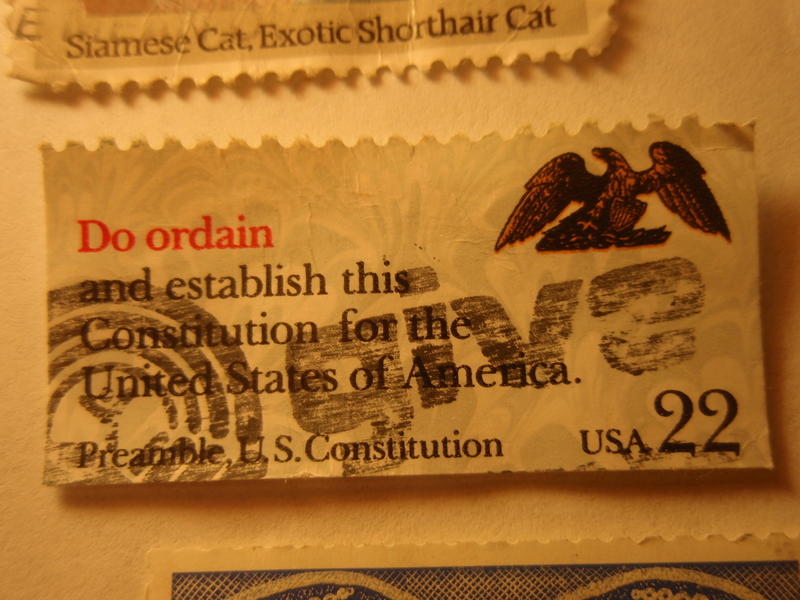 E
Siamese Cat, Exotic Shorthair Cat
Do ordain
and establish this
Constitution for the
United States of America.
give
Preamble, U.S. Constitution
USA 22